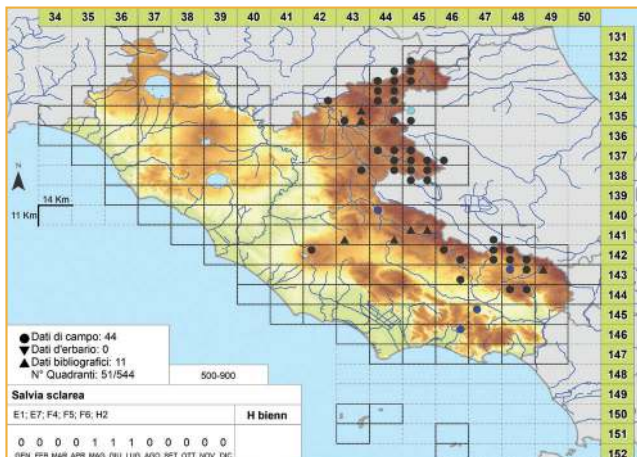 34 35 36 37 38 39 40 41 42 43 44 45 46 47 48 49 50
131
132
133
134
135
136
137
138
139
140
141
142
143
144
145
146
147
148
149
150
151
152
N
14 Km
11 Km
Dati di campo: 44
Dati d'erbario: 0
Dati bibliografici: 11
N° Quadranti: 51/544
500-900
Salvia sclarea
E1; E7; F4; F5; F6; H2
H bienn
0 0 0 0 1 1 1 0 0 0 0 0
GEN FEB MAR APR MAG GIU LUG AGO SET OTT NOV DIC